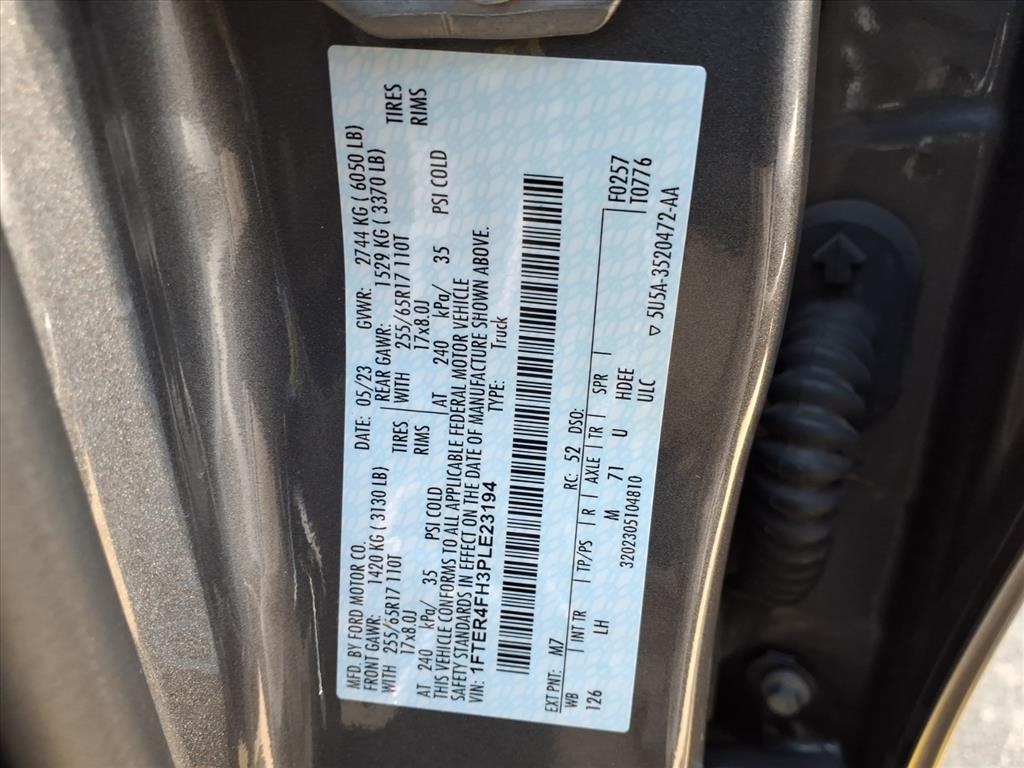 MFD. BY FORD MOTOR CO. DATE: 05/23 GVWR: 2744 KG ( 6050 LB)
FRONT GAWR: 1420 KG ( 3130 LB) REAR GAWR: 1529 KG ( 3370 LB)
WITH 255/65R17 110T TIRES WITH 255/65R17 110T TIRES
17x8.0J RIMS 17x8.0J RIMS
AT 240 kPa/ 35 PSI COLD AT 240 kPa/ 35 PSI COLD
THIS VEHICLE CONFORMS TO ALL APPLICABLE FEDERAL MOTOR VEHICLE
SAFETY STANDARDS IN EFFECT ON THE DATE OF MANUFACTURE SHOWN ABOVE.
VIN: 1FTER4FH3PLE23194 TYPE: Truck
EXT PNT: M7 RC: 52 DSO: F0257
WB INT TR TP/PS R AXLE TR SPR T0776
126 LH M 71 U HDEE
ULC
3202305104810 5U5A-3520472-AA